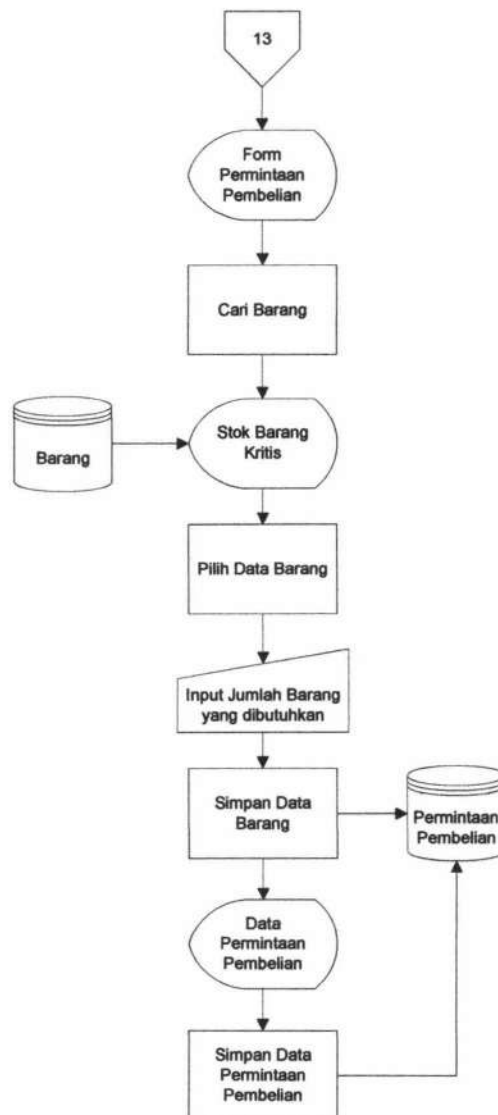 13
Form
Permintaan
Pembelian
Cari Barang
Barang
Stok Barang
Kritis
Pilih Data Barang
Input Jumlah Barang
yang dibutuhkan
Simpan Data
Barang
Permintaan
Pembelian
Data
Permintaan
Pembelian
Simpan Data
Permintaan
Pembelian